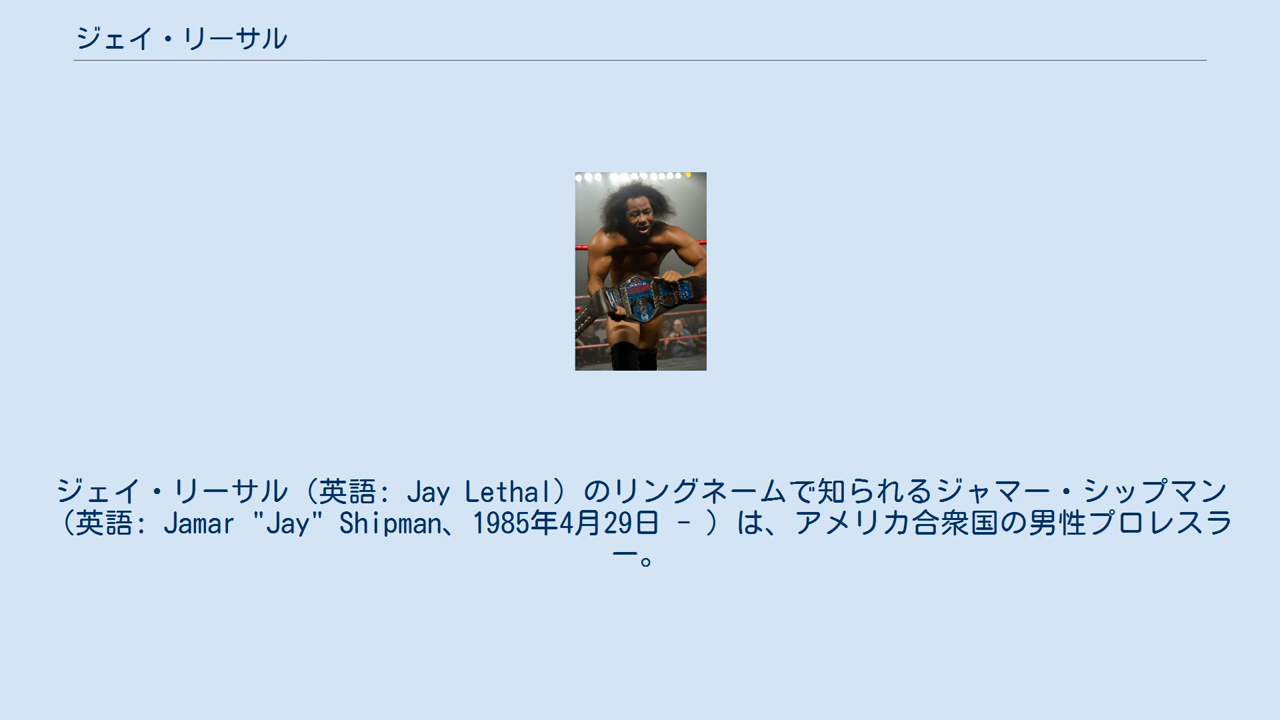 ジェイ・リーサル
ジェイ・リーサル（英語: Jay Lethal）のリングネームで知られるジャマー・シップマン
（英語: Jamar "Jay" Shipman、1985年4月29日 - ）は、アメリカ合衆国の男性プロレスラ
ー。